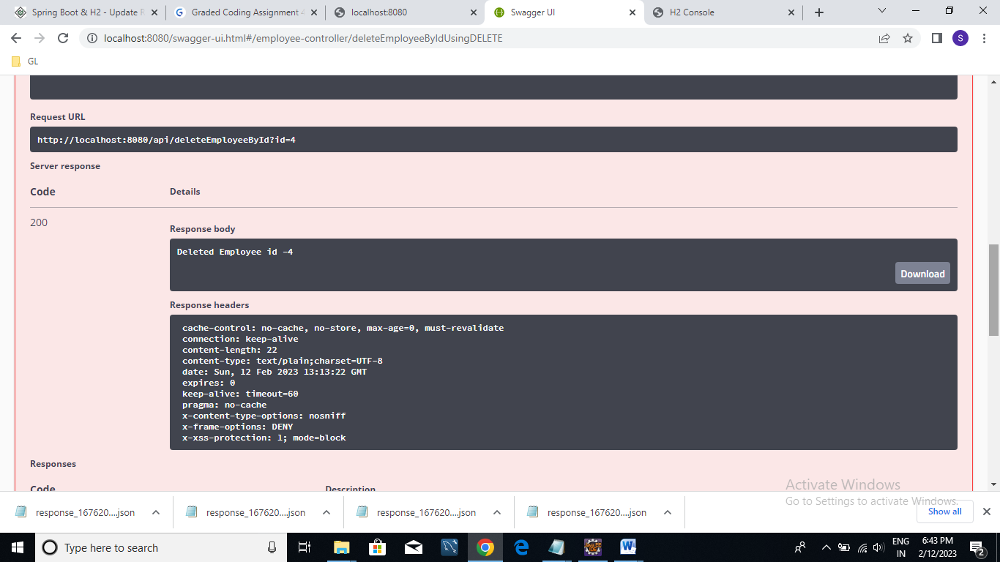 Spring Boot & H2 - Update R
Graded Coding Assignment 4
localhost:8080
Swagger UI
H2 Console
localhost:8080/swagger-ui.html#/employee-controller/deleteEmployeeByIdUsingDELETE
S
GL
Request URL
http://localhost:8080/api/deleteEmployeeById?id=4
Server response
Code
Details
200
Response body
Deleted Employee id -4
Download
Response headers
cache-control: no-cache, no-store, max-age=0, must-revalidate
connection: keep-alive
content-length: 22
content-type: text/plain;charset=UTF-8
date: Sun, 12 Feb 2023 13:13:22 GMT
expires: 0
keep-alive: timeout=60
pragma: no-cache
x-content-type-options: nosniff
x-frame-options: DENY
x-xss-protection: 1; mode=block
Responses
Code
Description
Activate Windows
Go to Settings to activate Windows.
response_167620....json
response_167620....json
response_167620....json
response_167620....json
Show all
Type here to search
ENG
IN
6:43 PM
2/12/2023
2